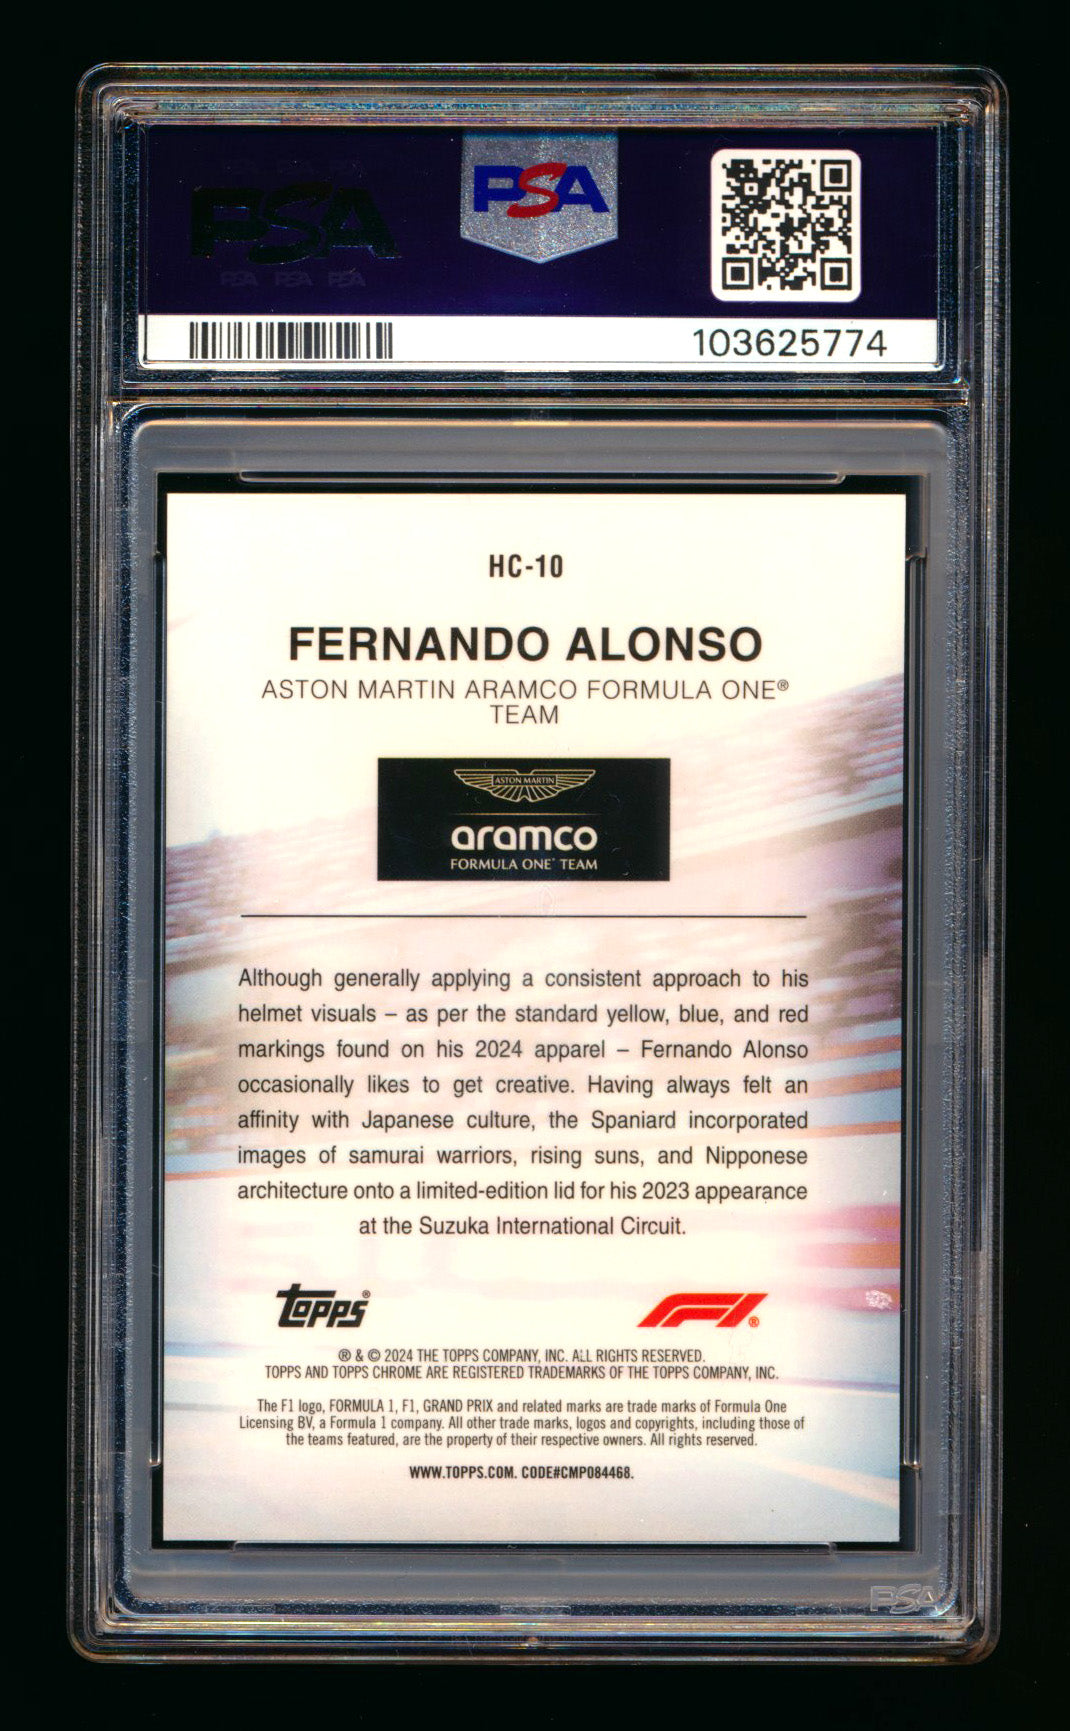 PSA
PSA
PSA PSA PSA
103625774
HC-10
FERNANDO ALONSO
ASTON MARTIN ARAMCO FORMULA ONE®
TEAM
ASTON MARTIN
aramco
FORMULA ONE™ TEAM
Although generally applying a consistent approach to his
helmet visuals – as per the standard yellow, blue, and red
markings found on his 2024 apparel – Fernando Alonso
occasionally likes to get creative. Having always felt an
affinity with Japanese culture, the Spaniard incorporated
images of samurai warriors, rising suns, and Nipponese
architecture onto a limited-edition lid for his 2023 appearance
at the Suzuka International Circuit.
topps® F1®
® & © 2024 THE TOPPS COMPANY, INC. ALL RIGHTS RESERVED.
TOPPS AND TOPPS CHROME ARE REGISTERED TRADEMARKS OF THE TOPPS COMPANY, INC.
The F1 logo, FORMULA 1, F1, GRAND PRIX and related marks are trade marks of Formula One
Licensing BV, a Formula 1 company. All other trade marks, logos and copyrights, including those of
the teams featured, are the property of their respective owners. All rights reserved.
WWW.TOPPS.COM. CODE#CMP084468.
PSA